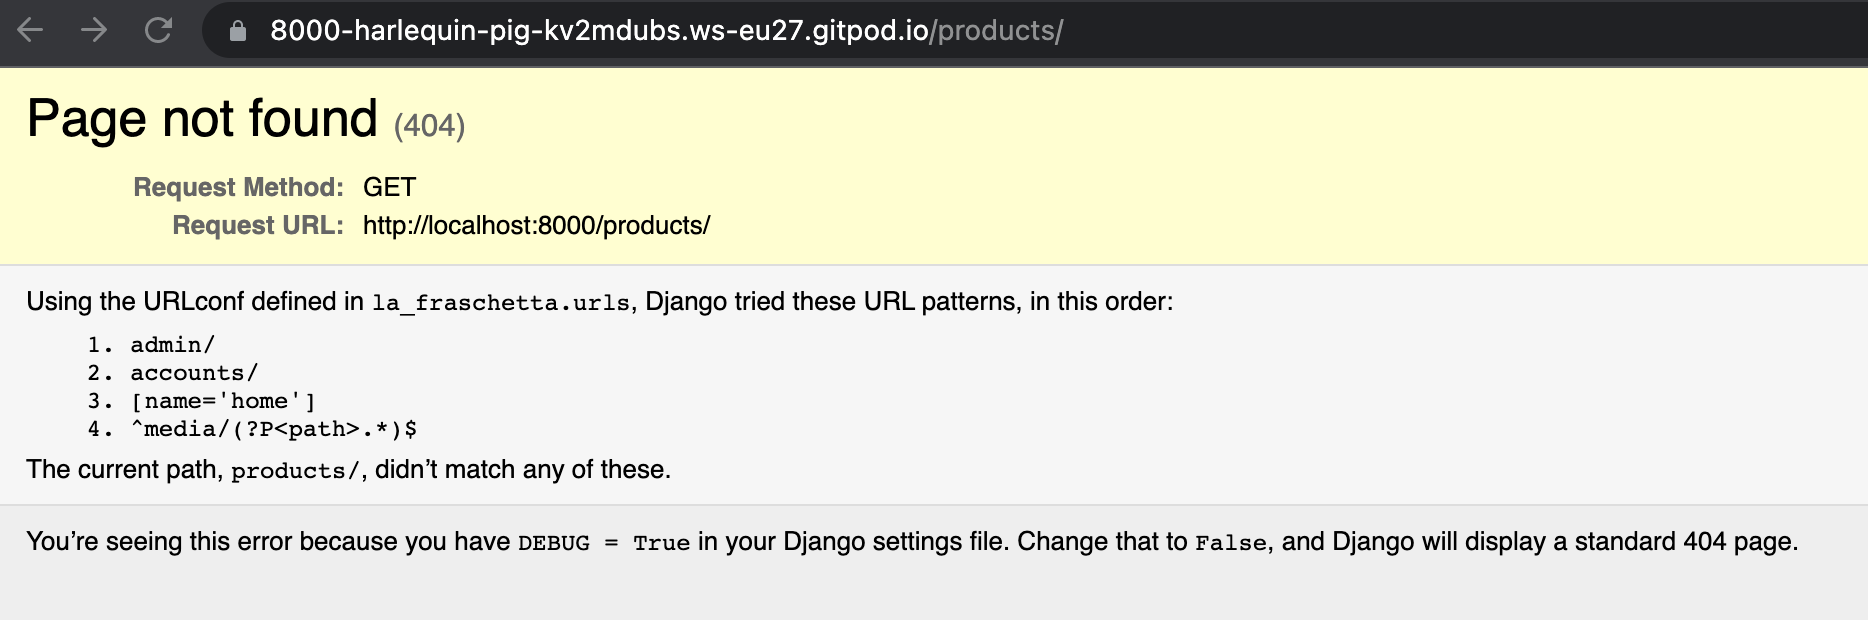 8000-harlequin-pig-kv2mdubs.ws-eu27.gitpod.io/products/
Page not found (404)
Request Method: GET
Request URL: http://localhost:8000/products/
Using the URLconf defined in la_fraschetta.urls, Django tried these URL patterns, in this order:
1. admin/
2. accounts/
3. [name='home']
4. ^media/(?P<path>.*)$
The current path, products/, didn’t match any of these.
You’re seeing this error because you have DEBUG = True in your Django settings file. Change that to False, and Django will display a standard 404 page.